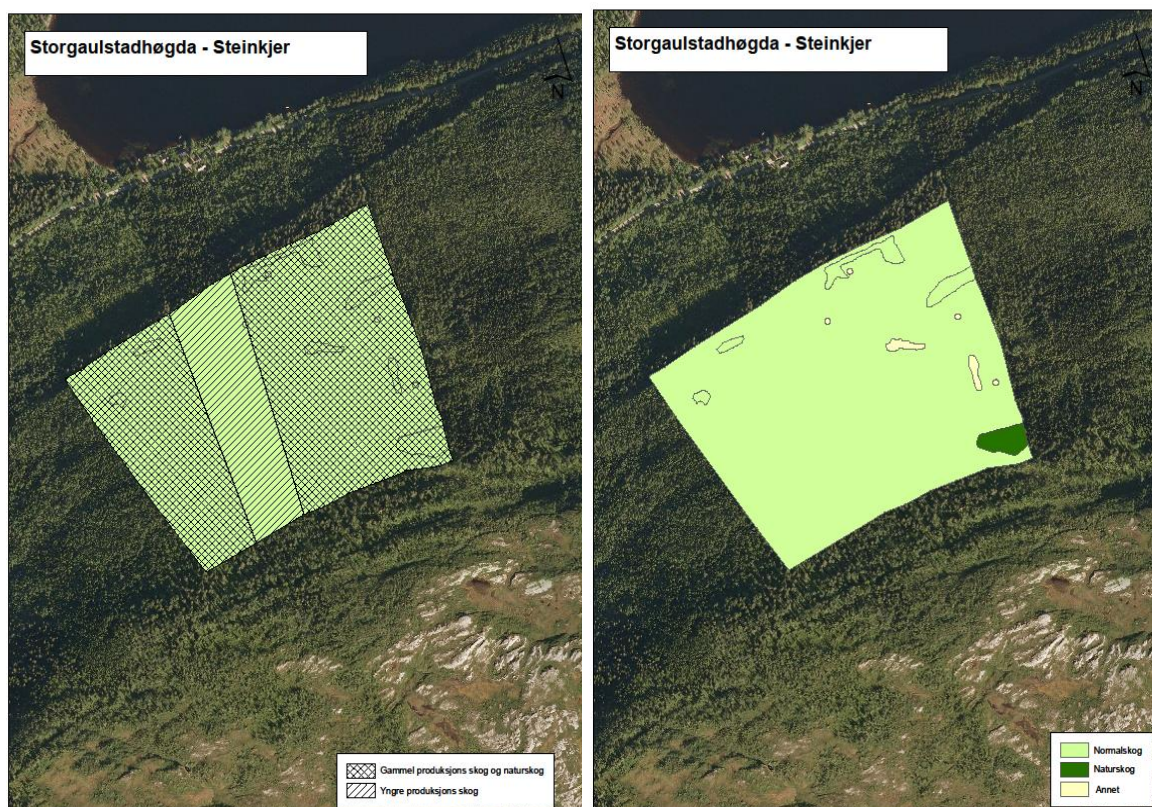 Storgaulstadhøgda - Steinkjer
N
Gammel produksjons skog og naturskog
Yngre produksjons skog
Storgaulstadhøgda - Steinkjer
N
Normalskog
Naturskog
Annet